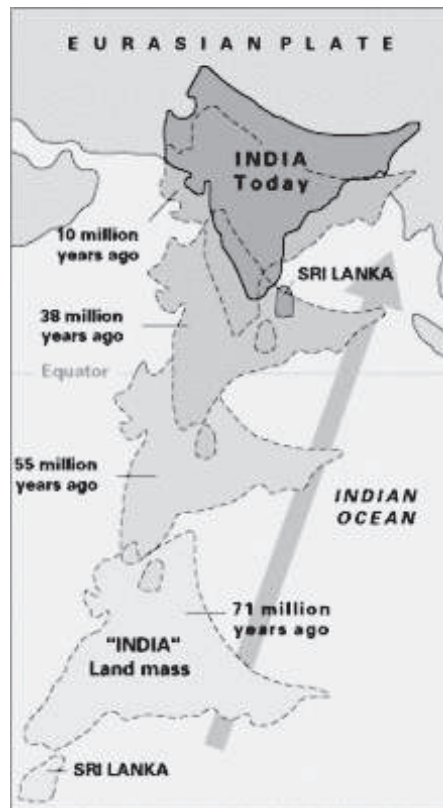 EURASIAN PLATE
INDIA
Today
10 million
years ago
SRI LANKA
38 million
years ago
Equator
55 million
years ago
INDIAN
OCEAN
71 million
years ago
"INDIA"
Land mass
SRI LANKA